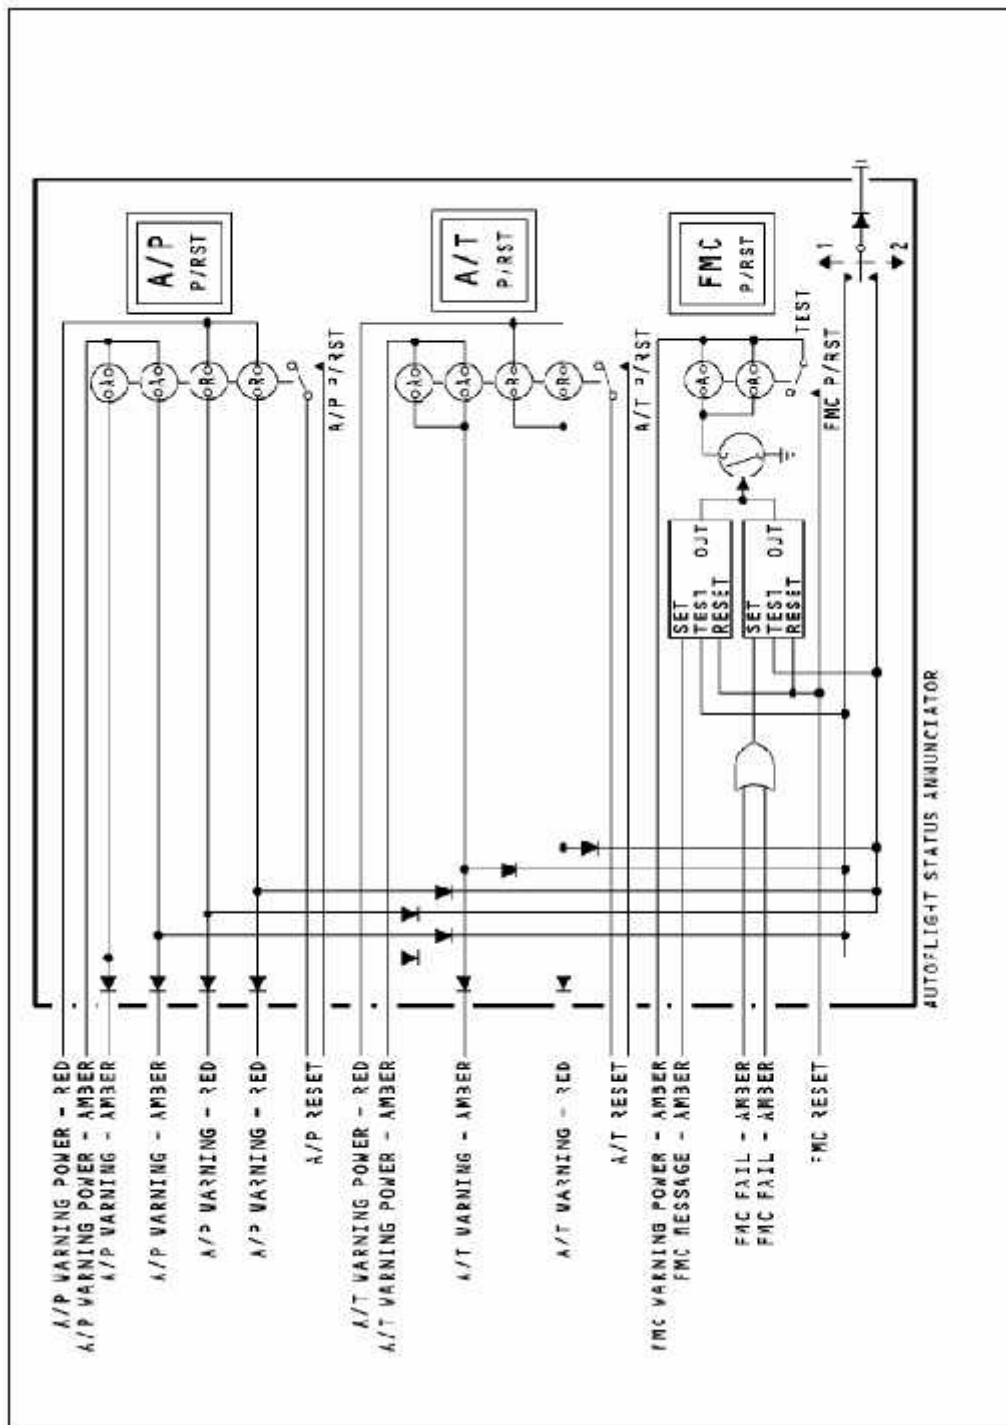 A/P WARNING POWER - RED
A/P WARNING POWER - AMBER
A/P WARNING - AMBER
A/P WARNING - AMBER
A/P WARNING - RED
A/P WARNING - RED
A/P RESET
A/T WARNING POWER - RED
A/T WARNING POWER - AMBER
A/T WARNING - AMBER
A/T WARNING - RED
A/T RESET
FMC WARNING POWER - AMBER
FMC MESSAGE - AMBER
FMC FAIL - AMBER
FMC FAIL - AMBER
FMC RESET
A
A
R
R
A/P P/RST
A/P
P/RST
A
A
R
R
A/T P/RST
A/T
P/RST
SET
TEST OUT
RESET
SET
TEST OUT
RESET
A
A
TEST
FMC P/RST
FMC
P/RST
1
2
AUTOFLIGHT STATUS ANNUNCIATOR